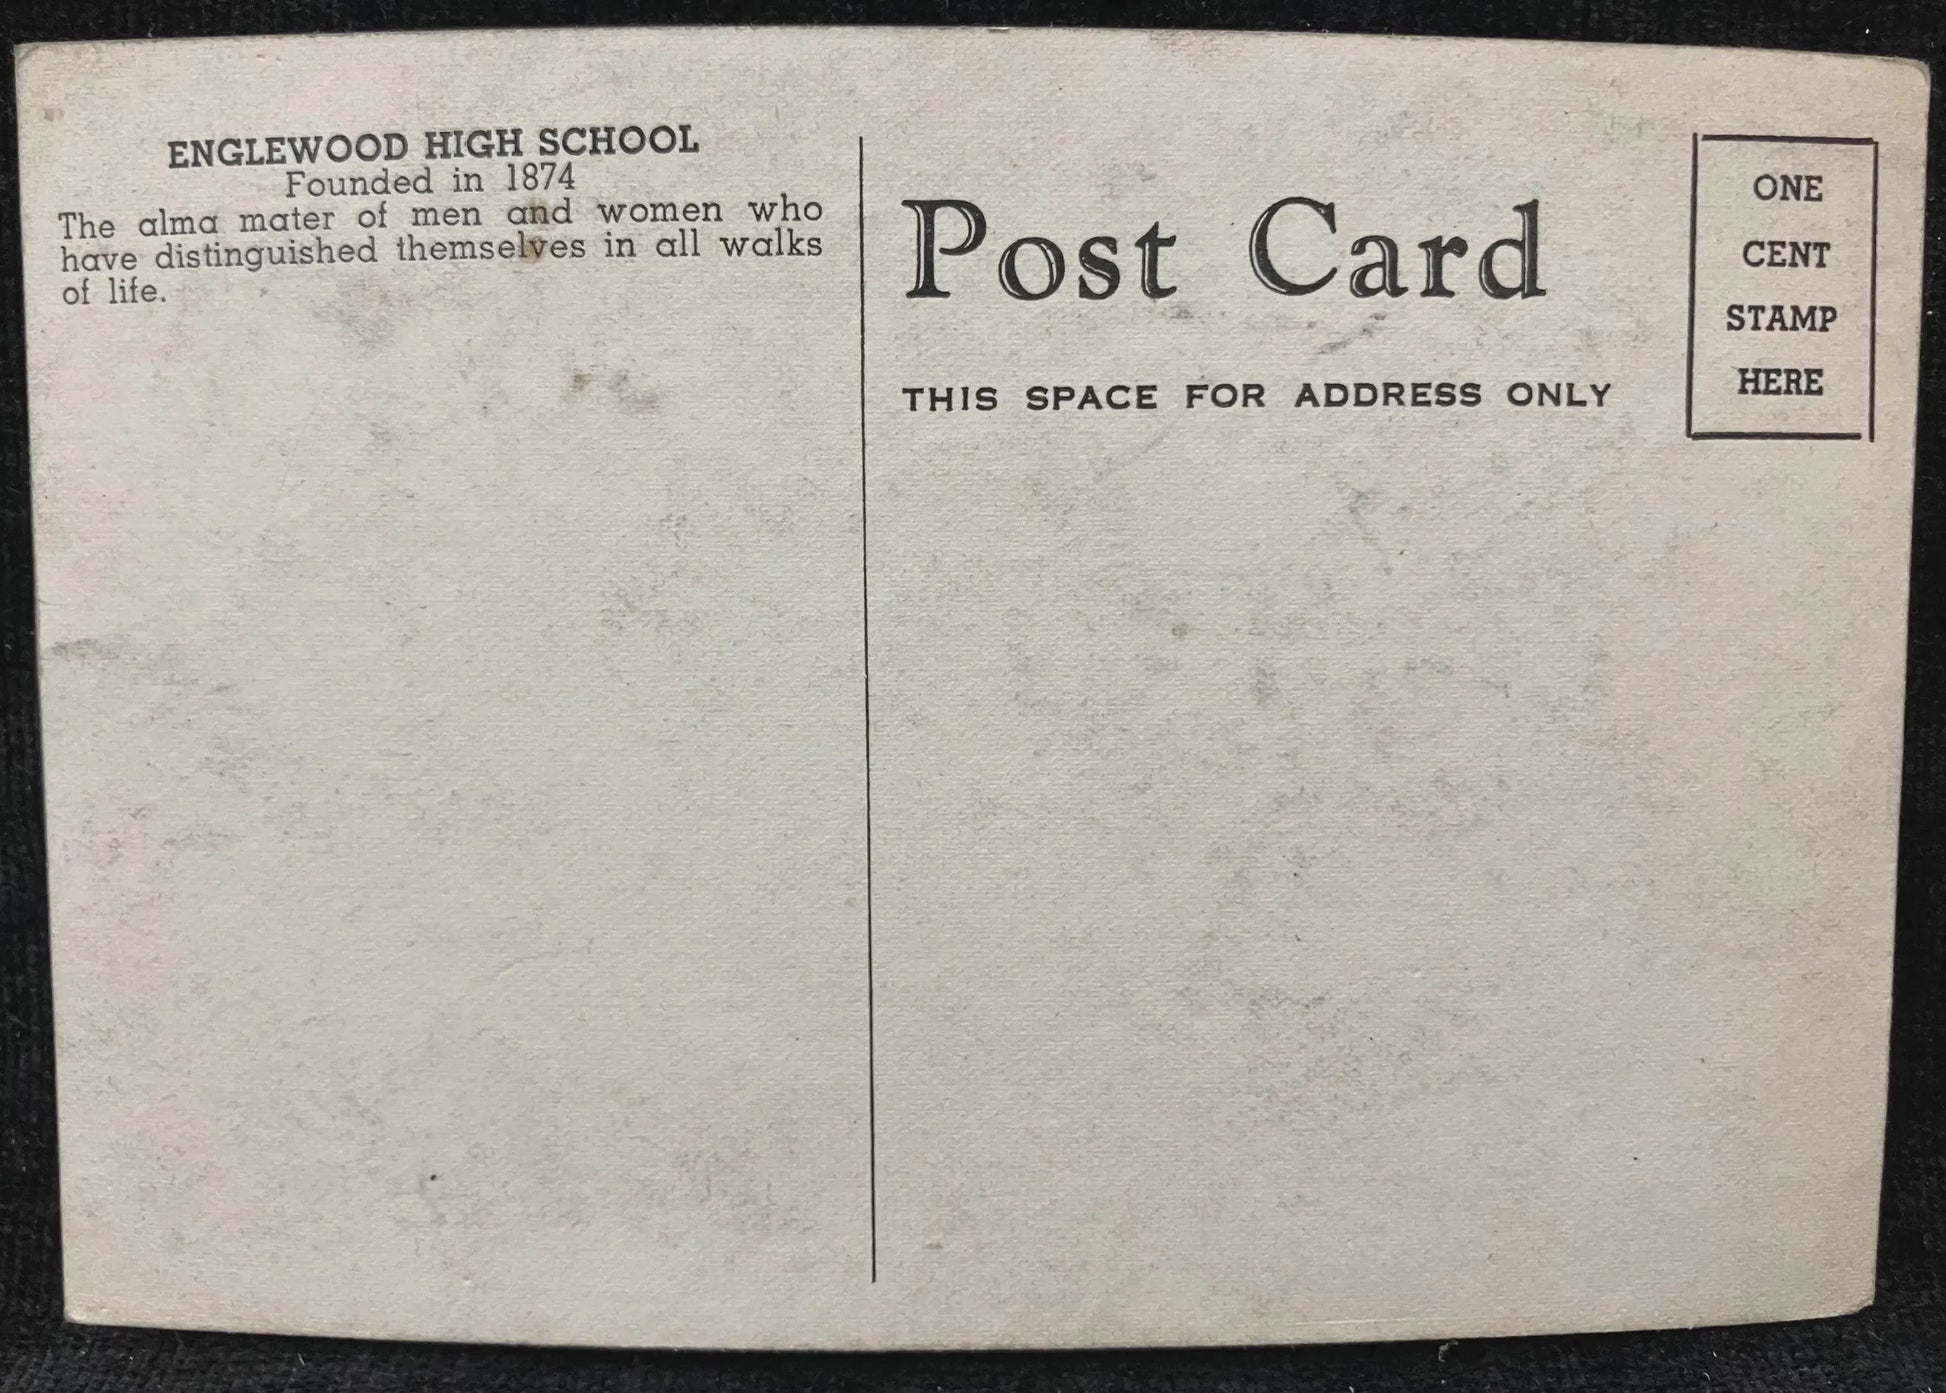 ENGLEWOOD HIGH SCHOOL
Founded in 1874
The alma mater of men and women who
have distinguished themselves in all walks
of life.
Post Card
THIS SPACE FOR ADDRESS ONLY
ONE
CENT
STAMP
HERE